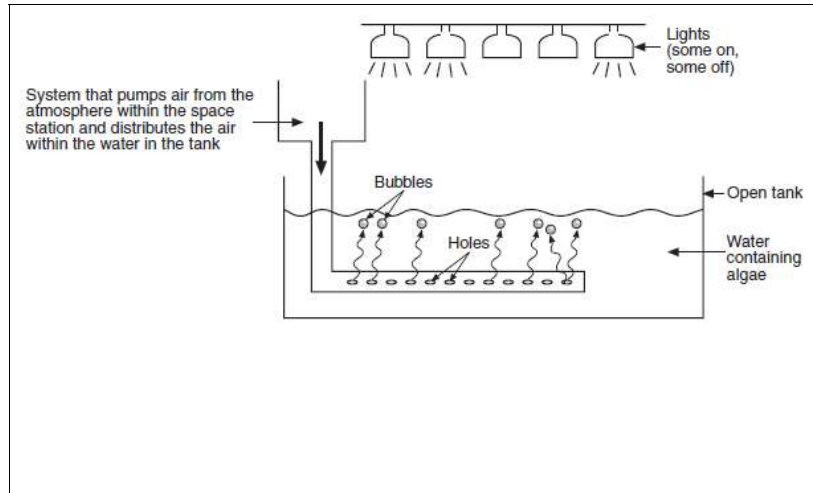 Lights
(some on,
some off)
System that pumps air from the
atmosphere within the space
station and distributes the air
within the water in the tank
Bubbles
Open tank
Holes
Water
containing
algae